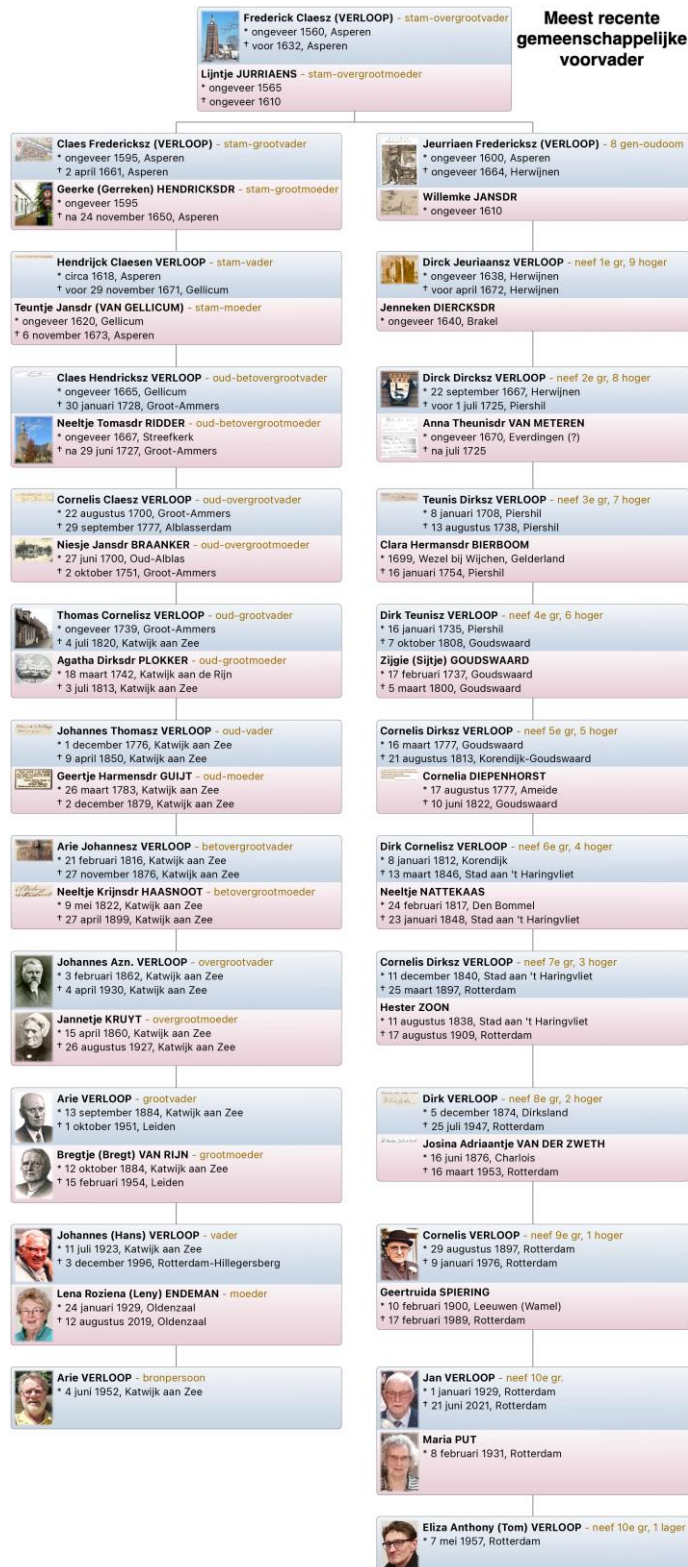 Frederick Claesz (VERLOOP) - stam-overgrootvader
* ongeveer 1560, Asperen
† voor 1632, Asperen
Lijntje JURRIAENS - stam-overgrootmoeder
* ongeveer 1565
† ongeveer 1610
Meest recente
gemeenschappelijke
voorvader
Claes Fredericksz (VERLOOP) - stam-grootvader
* ongeveer 1595, Asperen
† 2 april 1661, Asperen
Geerke (Gerreken) HENDRICKSDR - stam-grootmoeder
* ongeveer 1595
† na 24 november 1650, Asperen
Hendrijck Claesen VERLOOP - stam-vader
* circa 1618, Asperen
† voor 29 november 1671, Gellicum
Teuntje Jansdr (VAN GELLICUM) - stam-moeder
* ongeveer 1620, Gellicum
† 6 november 1673, Asperen
Claes Hendricksz VERLOOP - oud-betovergrootvader
* ongeveer 1665, Gellicum
† 30 januari 1728, Groot-Ammers
Neeltje Tomasdr RIDDER - oud-betovergrootmoeder
* ongeveer 1667, Streefkerk
† na 29 juni 1727, Groot-Ammers
Cornelis Claesz VERLOOP - oud-overgrootvader
* 22 augustus 1700, Groot-Ammers
† 29 september 1777, Alblasserdam
Niesje Jansdr BRAANKER - oud-overgrootmoeder
* 27 juni 1700, Oud-Alblas
† 2 oktober 1751, Groot-Ammers
Thomas Cornelisz VERLOOP - oud-grootvader
* ongeveer 1739, Groot-Ammers
† 4 juli 1820, Katwijk aan Zee
Agatha Dirksdr PLOKKER - oud-grootmoeder
* 18 maart 1742, Katwijk aan de Rijn
† 3 juli 1813, Katwijk aan Zee
Johannes Thomasz VERLOOP - oud-vader
* 1 december 1776, Katwijk aan Zee
† 9 april 1850, Katwijk aan Zee
Geertje Harmensdr GUIJT - oud-moeder
* 26 maart 1783, Katwijk aan Zee
† 2 december 1879, Katwijk aan Zee
Arie Johannesz VERLOOP - betovergrootvader
* 21 februari 1816, Katwijk aan Zee
† 27 november 1876, Katwijk aan Zee
Neeltje Krijnsdr HAASNOOT - betovergrootmoeder
* 9 mei 1822, Katwijk aan Zee
† 27 april 1899, Katwijk aan Zee
Johannes Azn. VERLOOP - overgrootvader
* 3 februari 1862, Katwijk aan Zee
† 4 april 1930, Katwijk aan Zee
Jannetje KRUYT - overgrootmoeder
* 15 april 1860, Katwijk aan Zee
† 26 augustus 1927, Katwijk aan Zee
Arie VERLOOP - grootvader
* 13 september 1884, Katwijk aan Zee
† 1 oktober 1951, Leiden
Bregtje (Bregt) VAN RIJN - grootmoeder
* 12 oktober 1884, Katwijk aan Zee
† 15 februari 1954, Leiden
Johannes (Hans) VERLOOP - vader
* 11 juli 1923, Katwijk aan Zee
† 3 december 1996, Rotterdam-Hillegersberg
Lena Roziena (Leny) ENDEMAN - moeder
* 24 januari 1929, Oldenzaal
† 12 augustus 2019, Oldenzaal
Arie VERLOOP - bronpersoon
* 4 juni 1952, Katwijk aan Zee
Jeurriaen Fredericksz (VERLOOP) - 8 gen-oudoom
* ongeveer 1600, Asperen
† ongeveer 1664, Herwijnen
Willemke JANSDR
* ongeveer 1610
Dirck Jeuriaansz VERLOOP - neef 1e gr, 9 hoger
* ongeveer 1638, Herwijnen
† voor april 1672, Herwijnen
Jenneken DIERCKSDR
* ongeveer 1640, Brakel
Dirck Dircksz VERLOOP - neef 2e gr, 8 hoger
* 22 september 1667, Herwijnen
† voor 1 juli 1725, Piershil
Anna Theunisdr VAN METEREN
* ongeveer 1670, Everdingen (?)
† na juli 1725
Teunis Dirksz VERLOOP - neef 3e gr, 7 hoger
* 8 januari 1708, Piershil
† 13 augustus 1738, Piershil
Clara Hermansdr BIERBOOM
* 1699, Wezel bij Wijchen, Gelderland
† 16 januari 1754, Piershil
Dirk Teunisz VERLOOP - neef 4e gr, 6 hoger
* 16 januari 1735, Piershil
† 7 oktober 1808, Goudswaard
Zijgie (Sijtje) GOUDSWAARD
* 17 februari 1737, Goudswaard
† 5 maart 1800, Goudswaard
Cornelis Dirksz VERLOOP - neef 5e gr, 5 hoger
* 16 maart 1777, Goudswaard
† 21 augustus 1813, Korendijk-Goudswaard
Cornelia DIEPENHORST
* 17 augustus 1777, Ameide
† 10 juni 1822, Goudswaard
Dirk Cornelisz VERLOOP - neef 6e gr, 4 hoger
* 8 januari 1812, Korendijk
† 13 maart 1846, Stad aan 't Haringvliet
Neeltje NATTEKAAS
* 24 februari 1817, Den Bommel
† 23 januari 1848, Stad aan 't Haringvliet
Cornelis Dirksz VERLOOP - neef 7e gr, 3 hoger
* 11 december 1840, Stad aan 't Haringvliet
† 25 maart 1897, Rotterdam
Hester ZOON
* 11 augustus 1838, Stad aan 't Haringvliet
† 17 augustus 1909, Rotterdam
Dirk VERLOOP - neef 8e gr, 2 hoger
* 5 december 1874, Dirksland
† 25 juli 1947, Rotterdam
Josina Adriaantje VAN DER ZWETH
* 16 juni 1876, Charlois
† 16 maart 1953, Rotterdam
Cornelis VERLOOP - neef 9e gr, 1 hoger
* 29 augustus 1897, Rotterdam
† 9 januari 1976, Rotterdam
Geertruida SPIERING
* 10 februari 1900, Leeuwen (Wamel)
† 17 februari 1989, Rotterdam
Jan VERLOOP - neef 10e gr.
* 1 januari 1929, Rotterdam
† 21 juni 2021, Rotterdam
Maria PUT
* 8 februari 1931, Rotterdam
Eliza Anthony (Tom) VERLOOP - neef 10e gr, 1 lager
* 7 mei 1957, Rotterdam